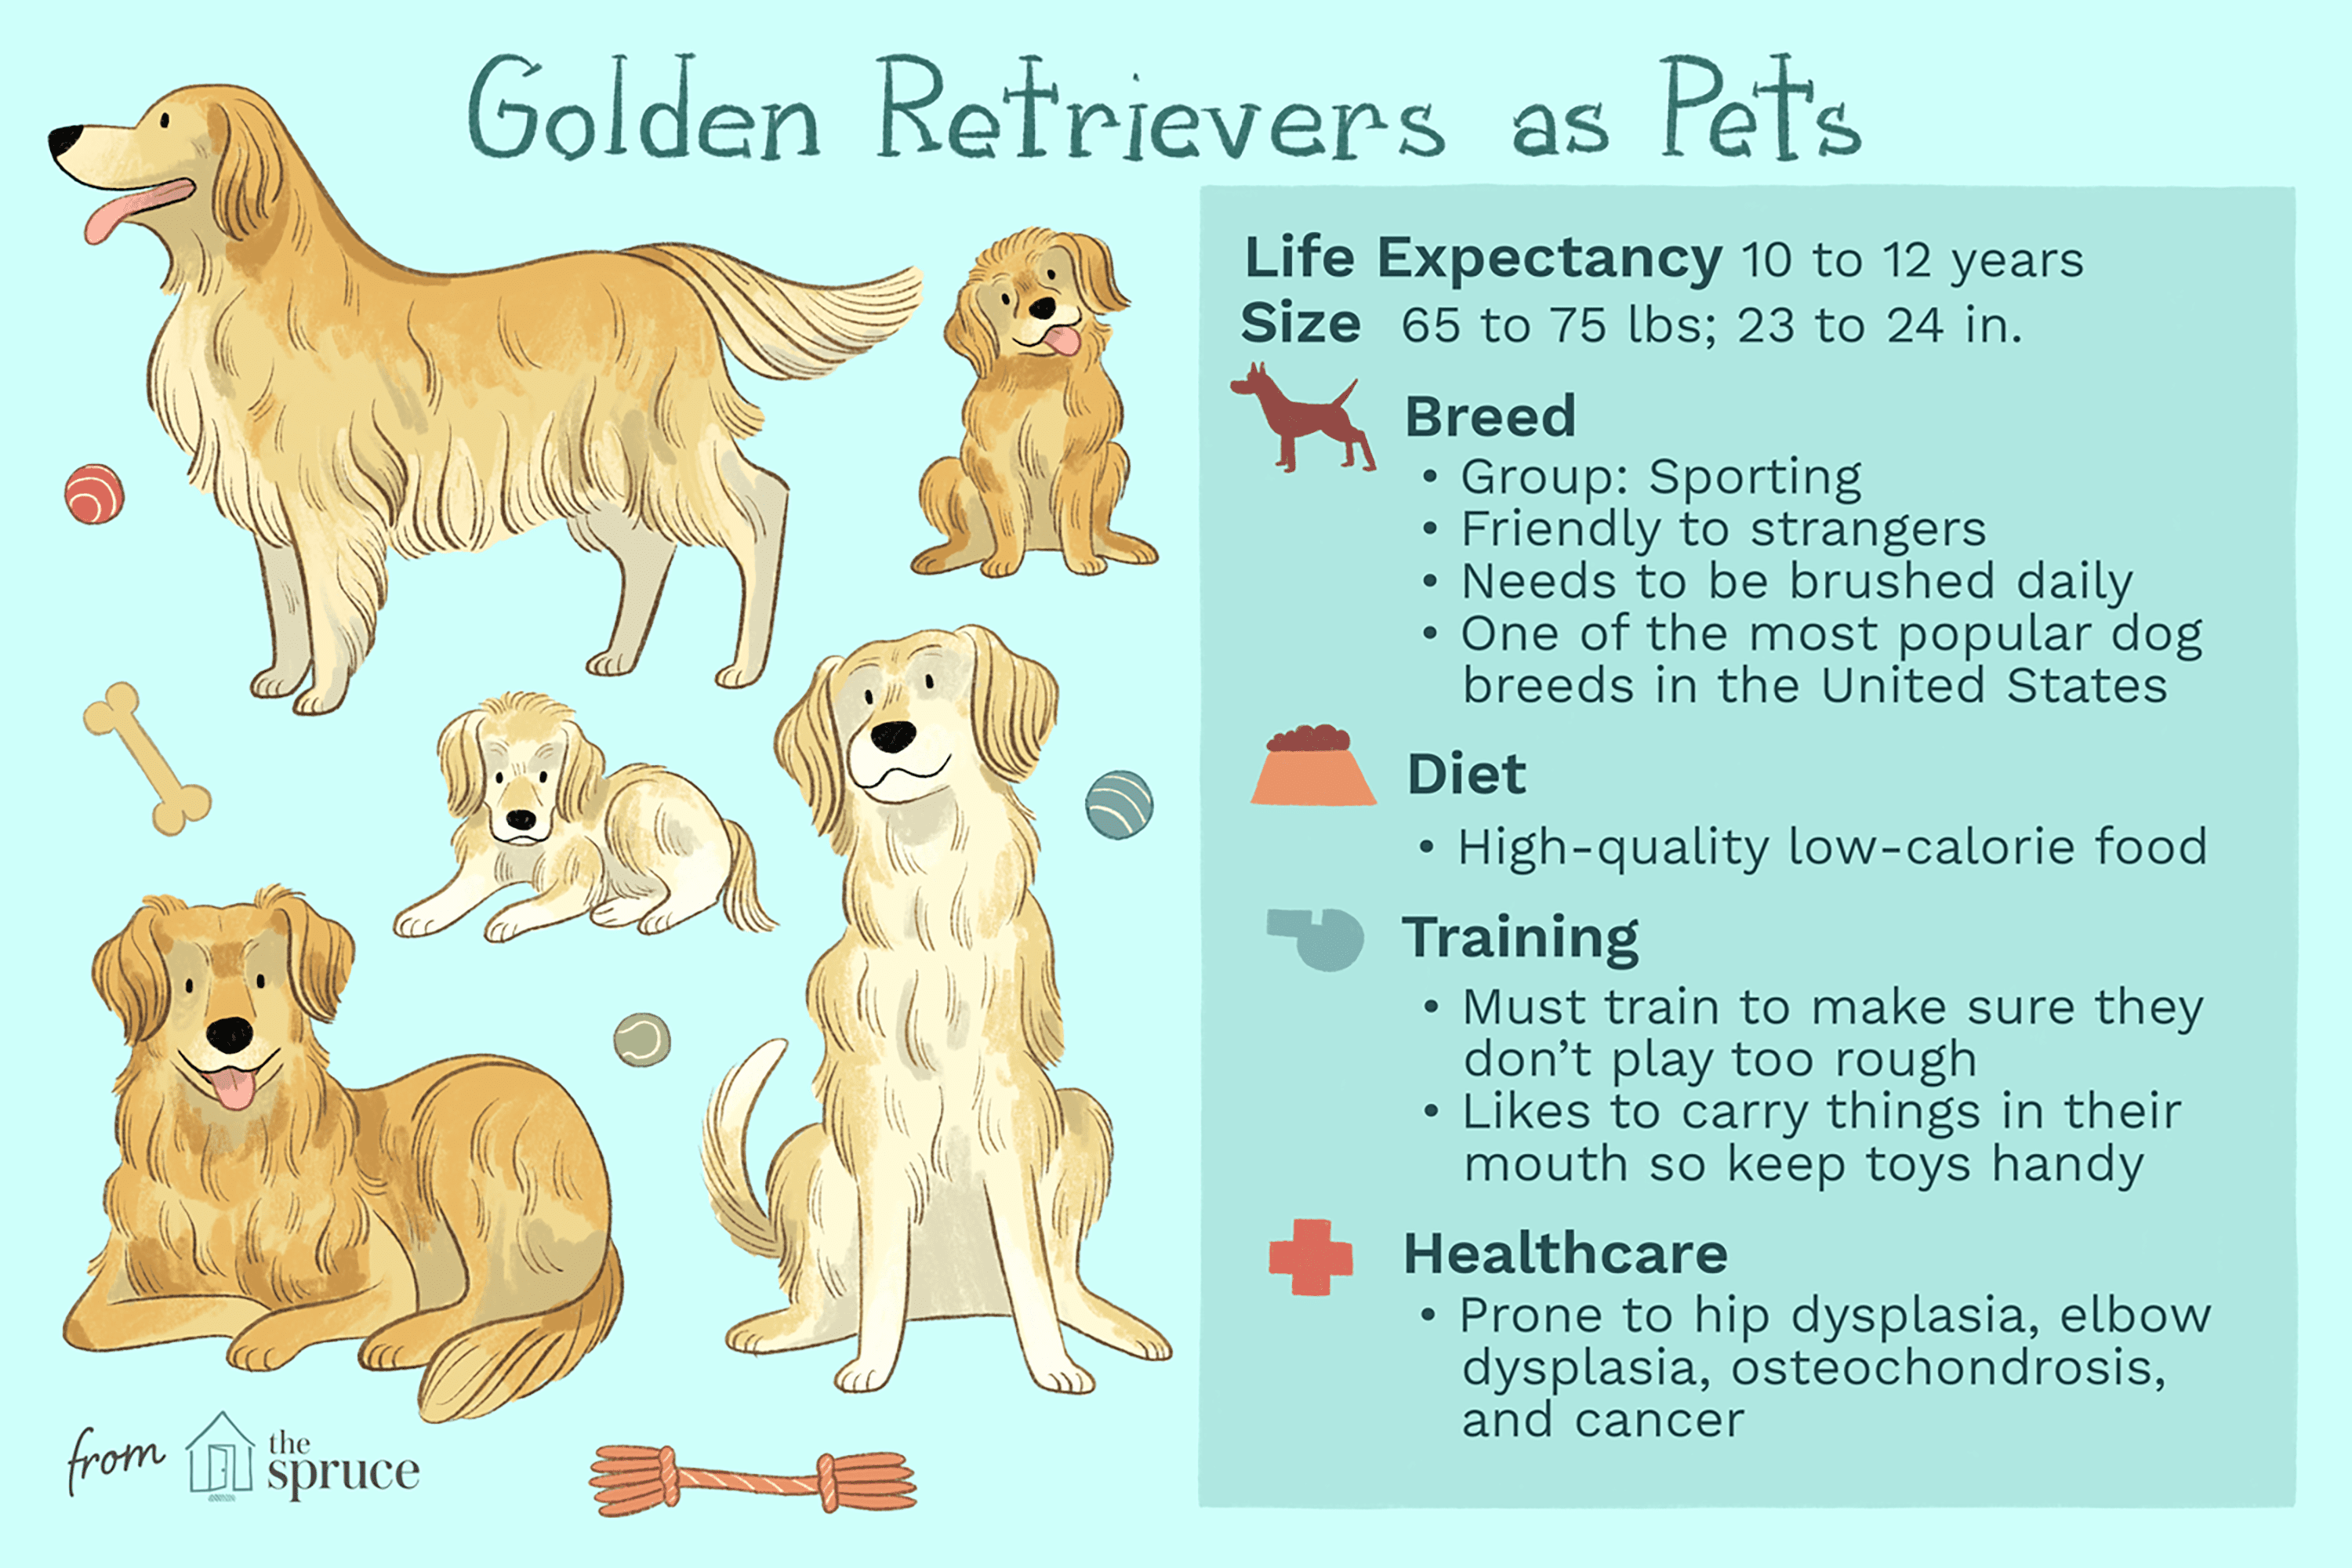 Golden Retrievers as Pets
Life Expectancy 10 to 12 years
Size 65 to 75 lbs; 23 to 24 in.
Breed
• Group: Sporting
• Friendly to strangers
• Needs to be brushed daily
• One of the most popular dog
breeds in the United States
Diet
• High-quality low-calorie food
Training
• Must train to make sure they
don’t play too rough
• Likes to carry things in their
mouth so keep toys handy
Healthcare
• Prone to hip dysplasia, elbow
dysplasia, osteochondrosis,
and cancer
from the
spruce